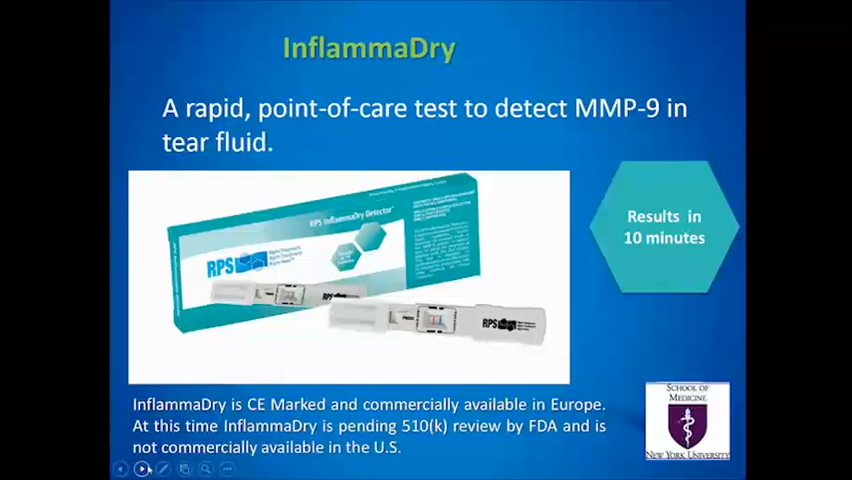 InflammaDry
A rapid, point-of-care test to detect MMP-9 in
tear fluid.
RPS InflammaDry Detector™
RPS
Results in
10 minutes
RPS
RPS
InflammaDry is CE Marked and commercially available in Europe.
At this time InflammaDry is pending 510(k) review by FDA and is
not commercially available in the U.S.
SCHOOL OF
MEDICINE
NEW YORK UNIVERSITY